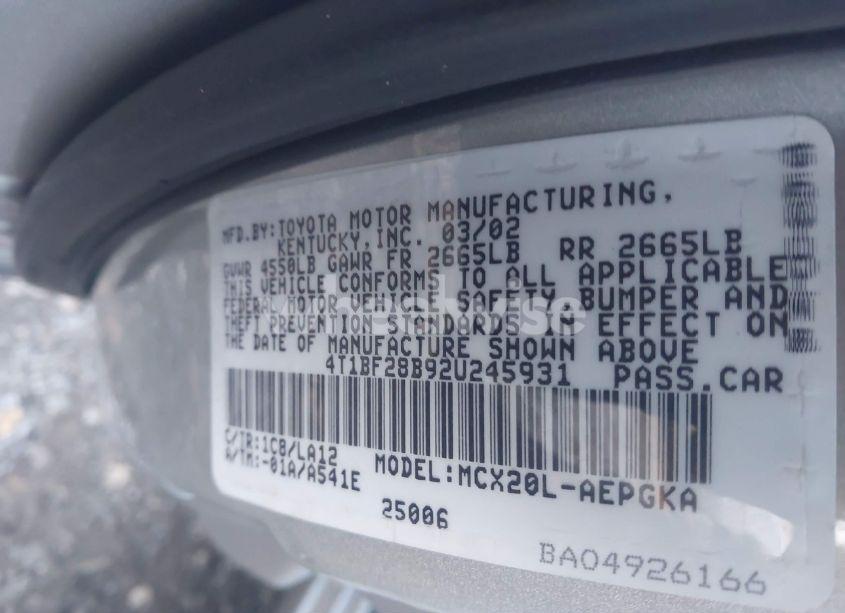 MFD.BY:TOYOTA MOTOR MANUFACTURING,
KENTUCKY,INC. 03/02
GVWR 4550LB GAWR FR 2665LB RR 2665LB
THIS VEHICLE CONFORMS TO ALL APPLICABLE
FEDERAL MOTOR VEHICLE SAFETY,BUMPER AND
THEFT PREVENTION STANDARDS IN EFFECT ON
THE DATE OF MANUFACTURE SHOWN ABOVE
4T1BF28B92U245931 PASS.CAR
C/TR:1C8/LA12
A/TM:-01A/A541E
MODEL:MCX20L-AEPGKA
25006
BA04926166